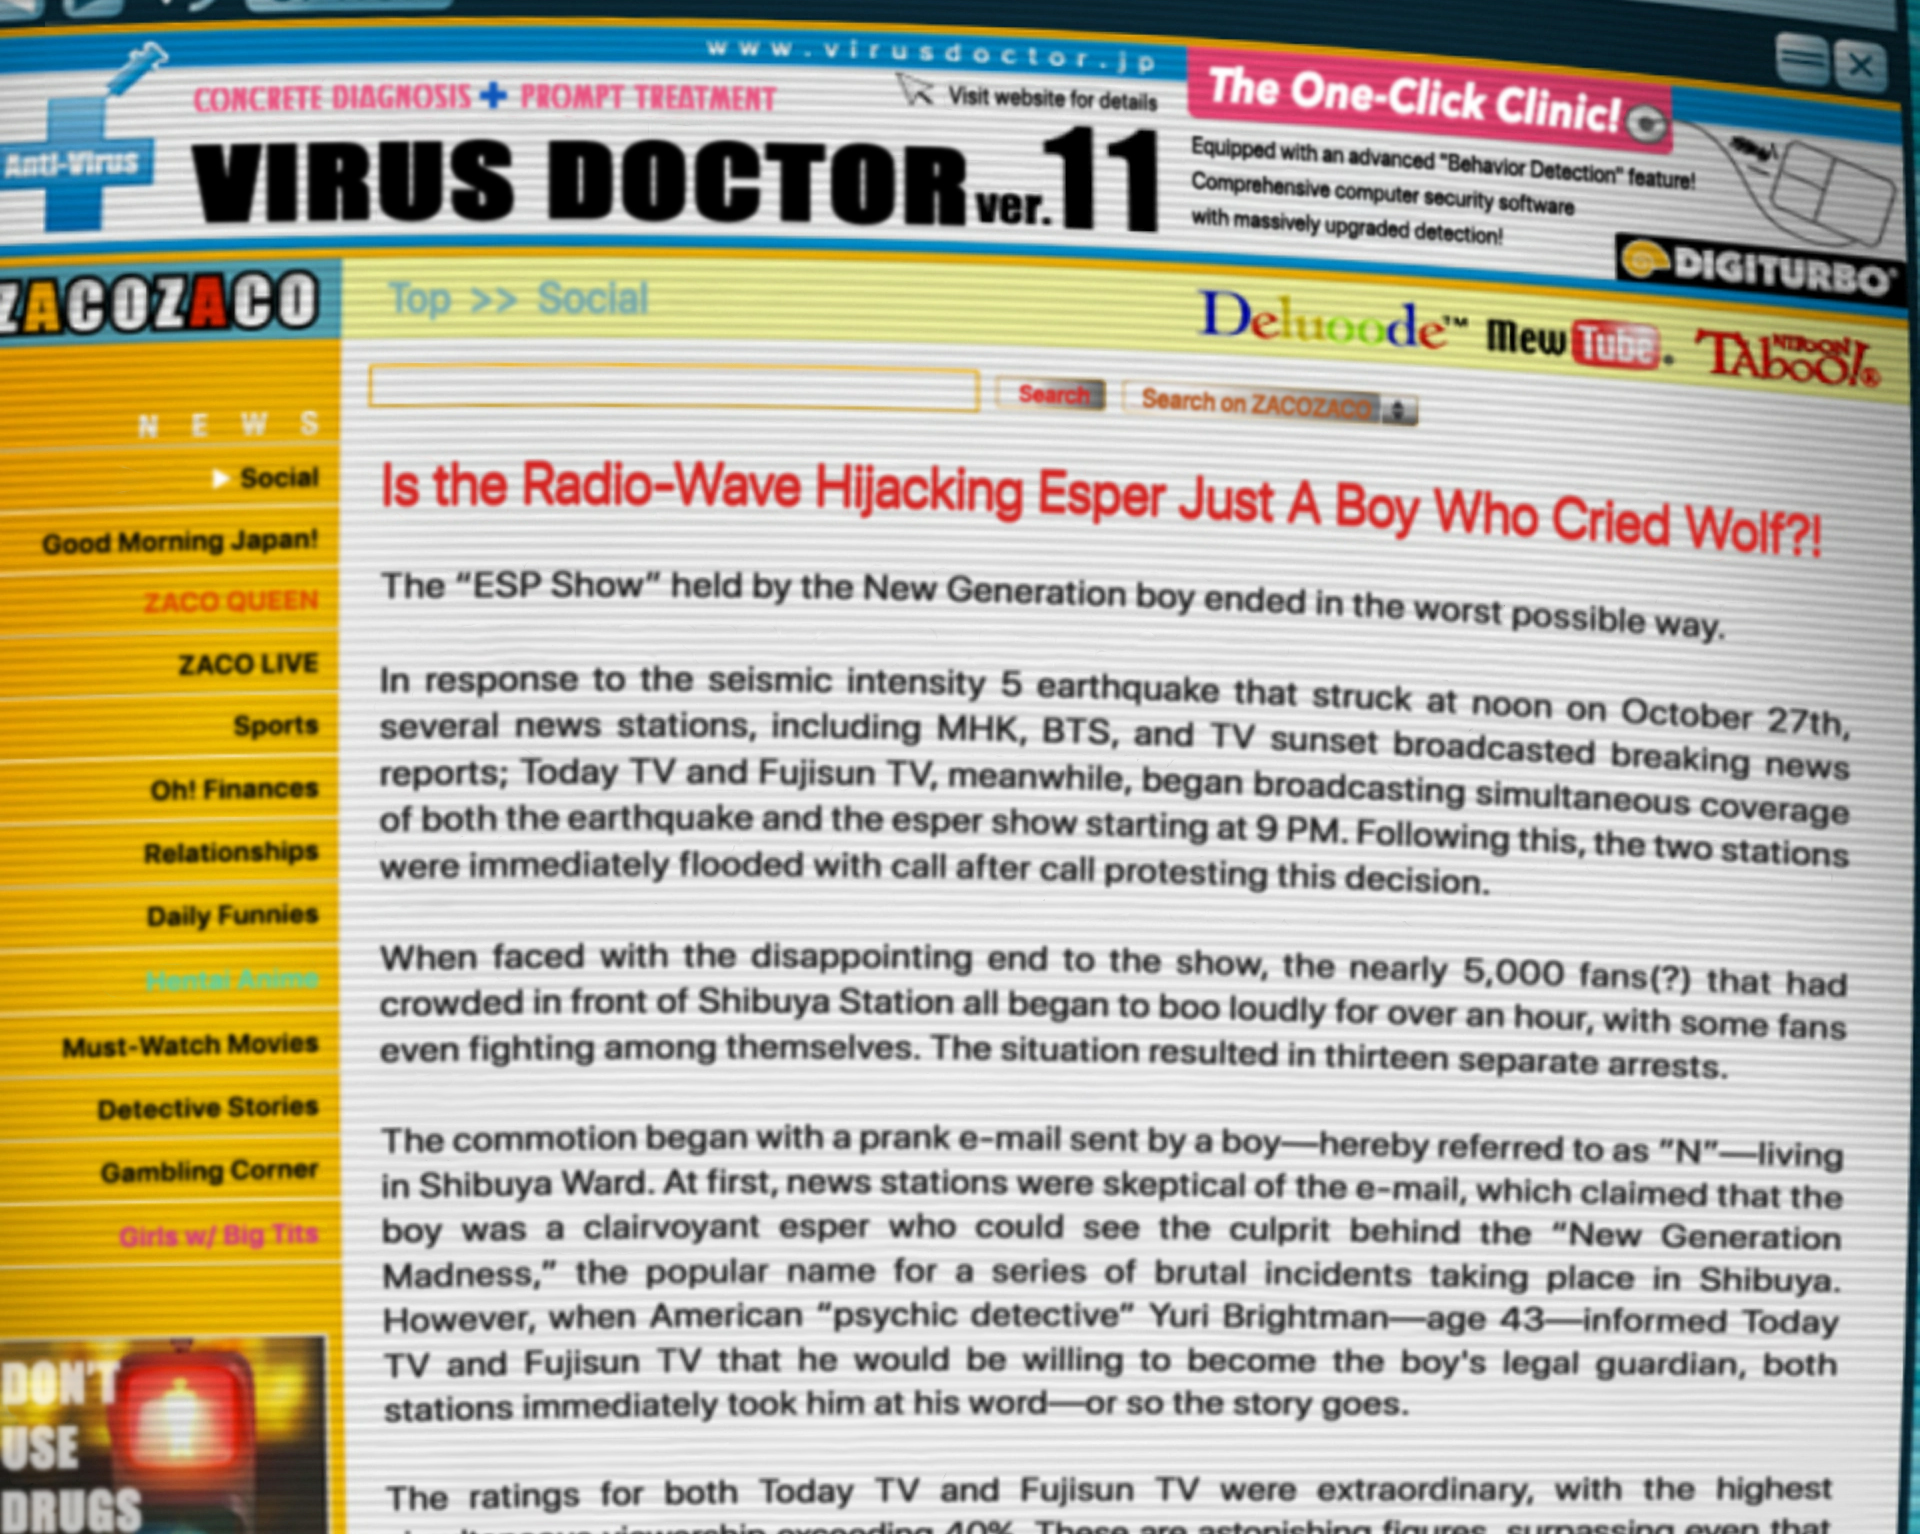 www.virusdoctor.jp
CONCRETE DIAGNOSIS + PROMPT TREATMENT
Visit website for details
Anti-Virus
VIRUS DOCTOR ver.11
The One-Click Clinic!
Equipped with an advanced "Behavior Detection" feature!
Comprehensive computer security software
with massively upgraded detection!
DIGITURBO
ZACOZACO
Top >> Social
Deluoode™ MewTube® NITROON TAboO!®
Search
Search on ZACOZACO
NEWS
Social
Good Morning Japan!
ZACO QUEEN
ZACO LIVE
Sports
Oh! Finances
Relationships
Daily Funnies
Hentai Anime
Must-Watch Movies
Detective Stories
Gambling Corner
Girls w/ Big Tits
DON'T
USE
DRUGS
Is the Radio-Wave Hijacking Esper Just A Boy Who Cried Wolf?!
The “ESP Show” held by the New Generation boy ended in the worst possible way.
In response to the seismic intensity 5 earthquake that struck at noon on October 27th,
several news stations, including MHK, BTS, and TV sunset broadcasted breaking news
reports; Today TV and Fujisun TV, meanwhile, began broadcasting simultaneous coverage
of both the earthquake and the esper show starting at 9 PM. Following this, the two stations
were immediately flooded with call after call protesting this decision.
When faced with the disappointing end to the show, the nearly 5,000 fans(?) that had
crowded in front of Shibuya Station all began to boo loudly for over an hour, with some fans
even fighting among themselves. The situation resulted in thirteen separate arrests.
The commotion began with a prank e-mail sent by a boy—hereby referred to as “N”—living
in Shibuya Ward. At first, news stations were skeptical of the e-mail, which claimed that the
boy was a clairvoyant esper who could see the culprit behind the “New Generation
Madness,” the popular name for a series of brutal incidents taking place in Shibuya.
However, when American “psychic detective” Yuri Brightman—age 43—informed Today
TV and Fujisun TV that he would be willing to become the boy's legal guardian, both
stations immediately took him at his word—or so the story goes.
The ratings for both Today TV and Fujisun TV were extraordinary, with the highest
viewership exceeding 40%. These are astonishing figures, surpassing even that